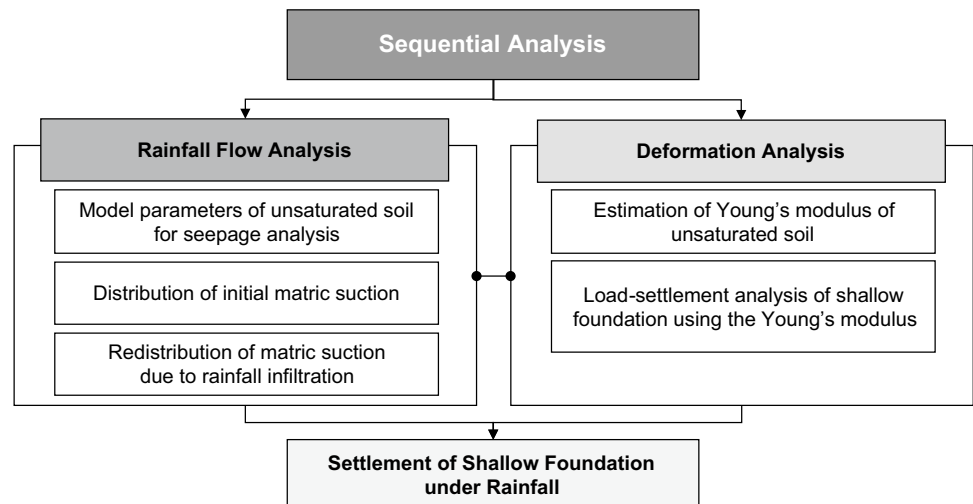 Sequential Analysis
Rainfall Flow Analysis
Model parameters of unsaturated soil
for seepage analysis
Distribution of initial matric suction
Redistribution of matric suction
due to rainfall infiltration
Deformation Analysis
Estimation of Young's modulus of
unsaturated soil
Load-settlement analysis of shallow
foundation using the Young's modulus
Settlement of Shallow Foundation
under Rainfall